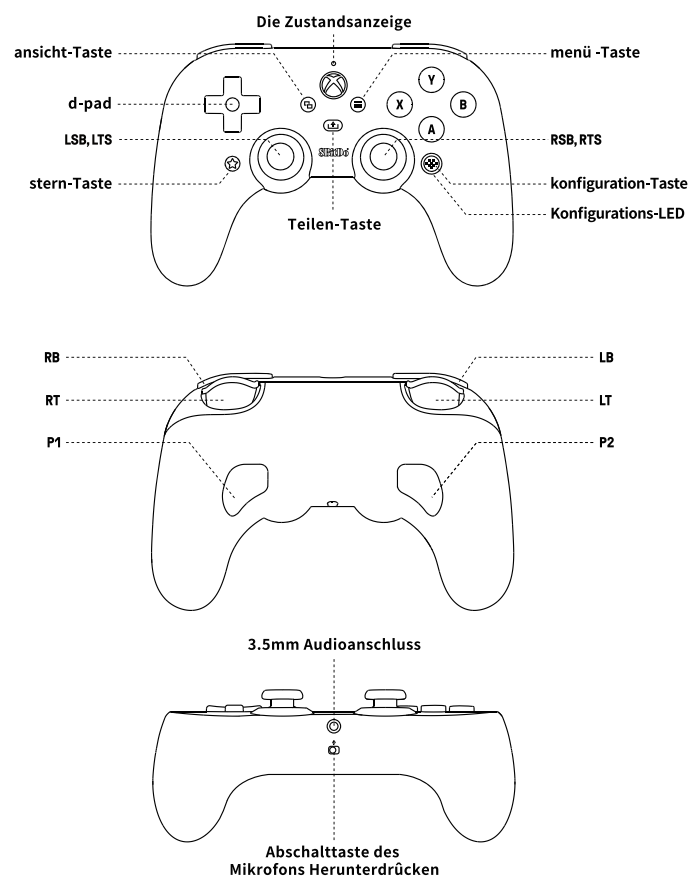 Die Zustandsanzeige
ansicht-Taste
menü -Taste
Y
d-pad
X
B
A
LSB, LTS
RSB, RTS
8BitDo
stern-Taste
konfiguration-Taste
Konfigurations-LED
Teilen-Taste
RB
LB
RT
LT
P1
P2
3.5mm Audioanschluss
Abschalttaste des
Mikrofons Herunterdrücken